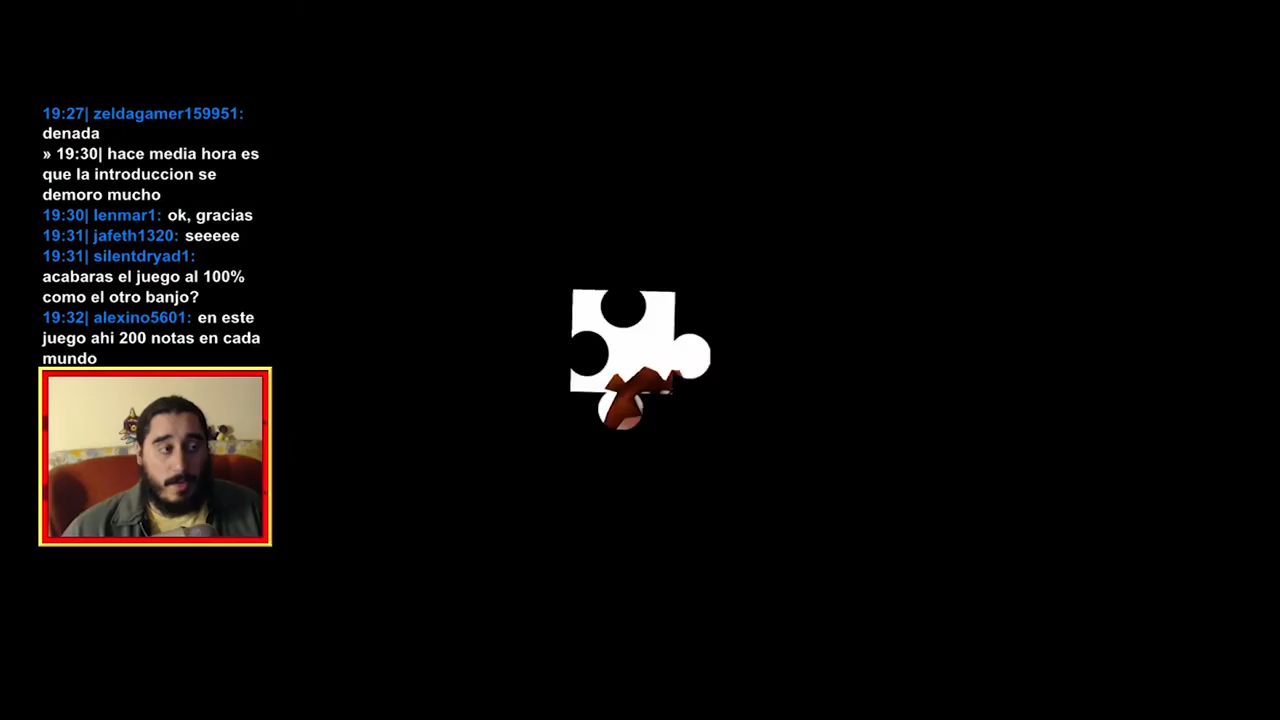 19:27| zeldagamer159951:
denada
» 19:30| hace media hora es
que la introduccion se
demoro mucho
19:30| lenmar1: ok, gracias
19:31| jafeth1320: seeeee
19:31| silentdryad1:
acabaras el juego al 100%
como el otro banjo?
19:32| alexino5601: en este
juego ahi 200 notas en cada
mundo